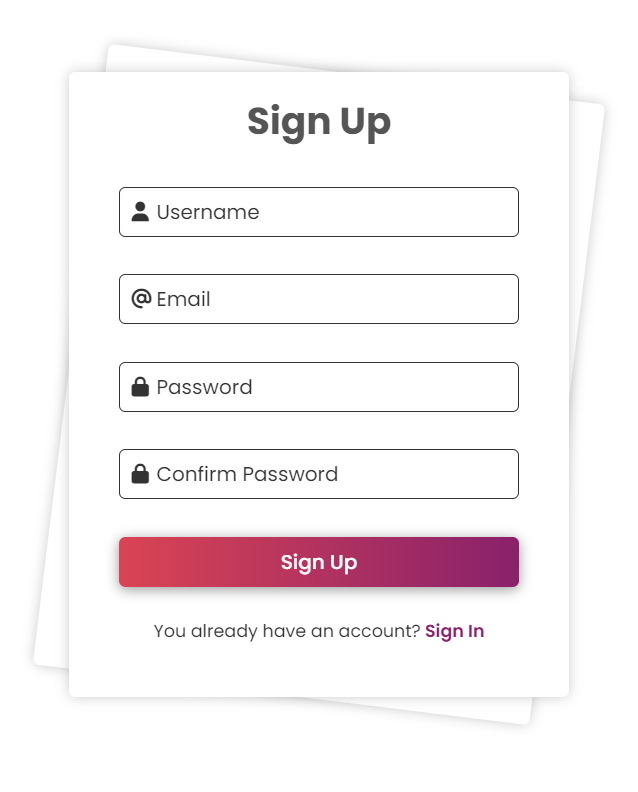 Sign Up
Username
@ Email
Password
Confirm Password
Sign Up
You already have an account? Sign In